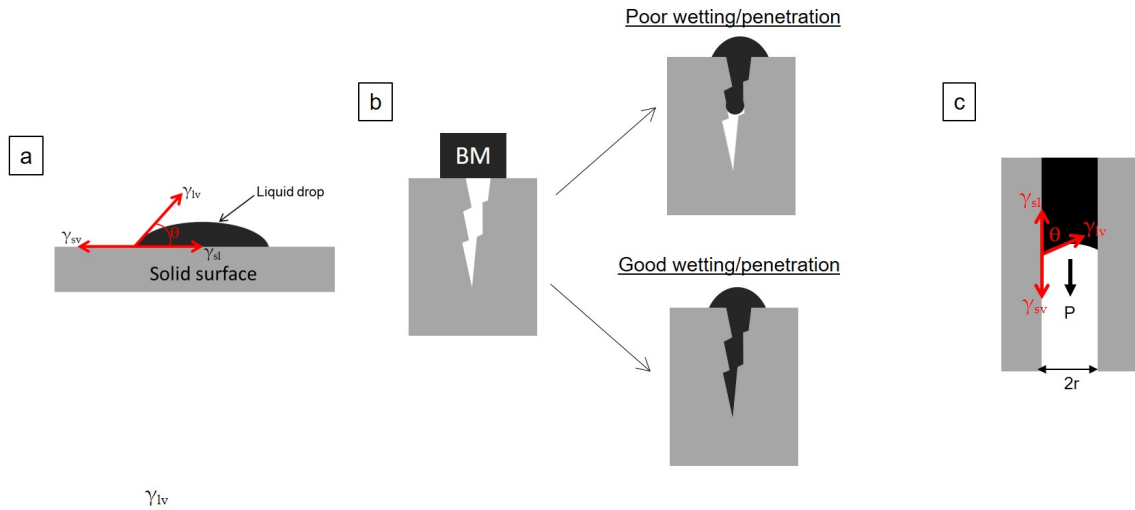 a
γlv
Liquid drop
γsv
θ
γsl
Solid surface
b
BM
Poor wetting/penetration
Good wetting/penetration
c
γsl
θ
γlv
γsv
P
2r
γlv